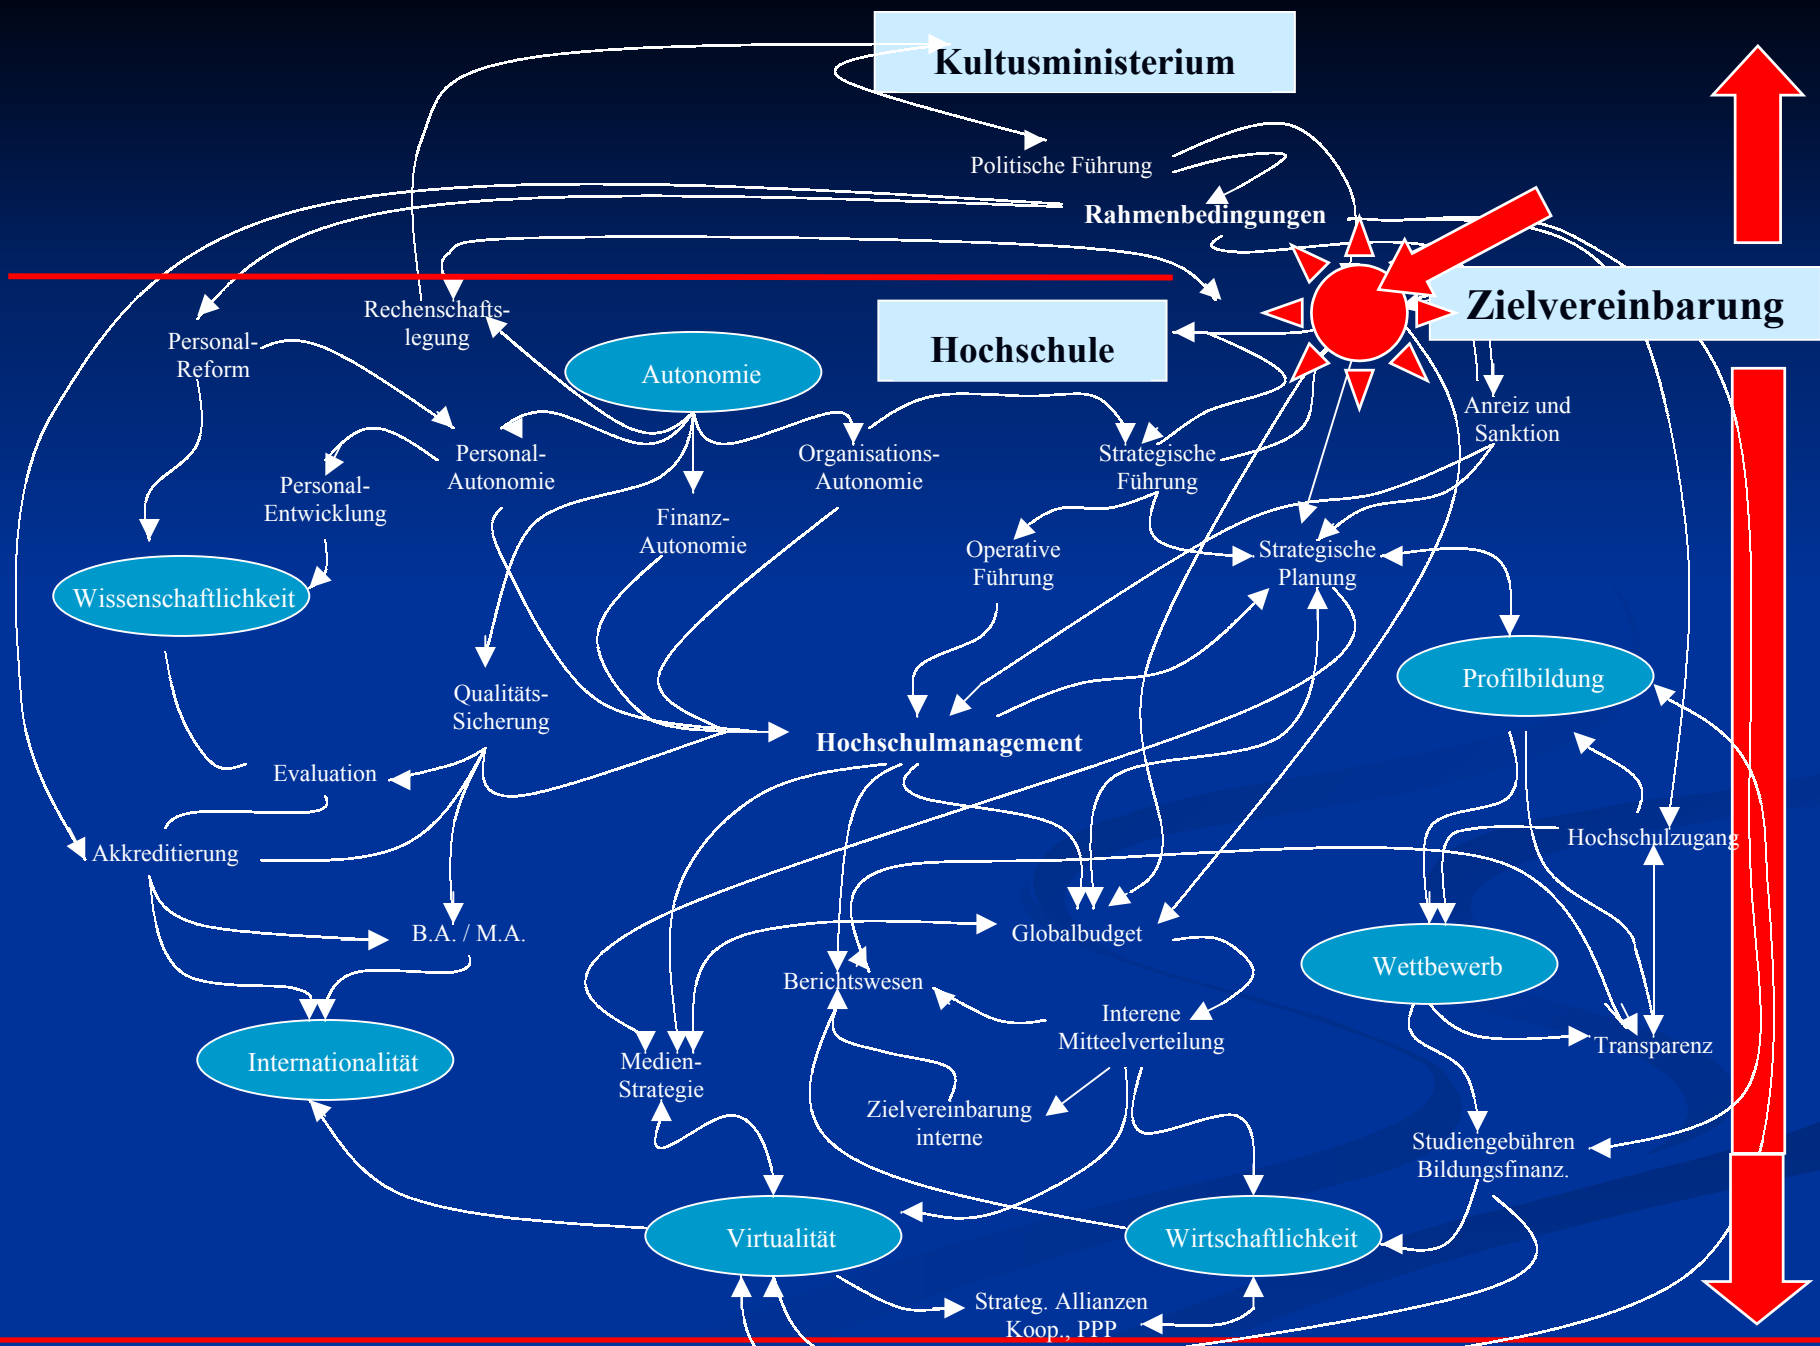 Kultusministerium
Politische Führung
Rahmenbedingungen
Zielvereinbarung
Rechenschafts-
legung
Personal-
Reform
Hochschule
Autonomie
Anreiz und
Sanktion
Personal-
Autonomie
Organisations-
Autonomie
Strategische
Führung
Personal-
Entwicklung
Finanz-
Autonomie
Operative
Führung
Strategische
Planung
Wissenschaftlichkeit
Profilbildung
Qualitäts-
Sicherung
Hochschulmanagement
Evaluation
Hochschulzugang
Akkreditierung
B.A. / M.A.
Globalbudget
Wettbewerb
Berichtswesen
Interene
Mitteelverteilung
Transparenz
Internationalität
Medien-
Strategie
Zielvereinbarung
interne
Studiengebühren
Bildungsfinanz.
Virtualität
Wirtschaftlichkeit
Strateg. Allianzen
Koop., PPP